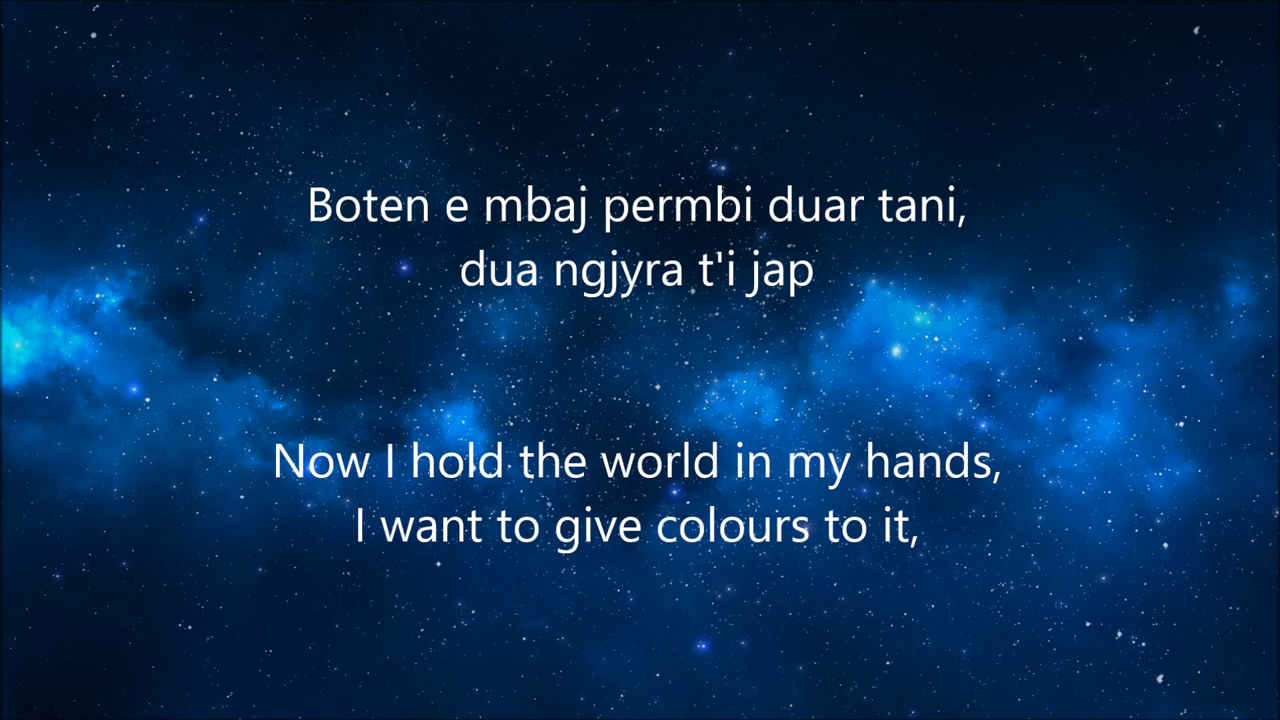 Boten e mbaj permbi duar tani,
dua ngjyra t'i jap
Now I hold the world in my hands,
I want to give colours to it,